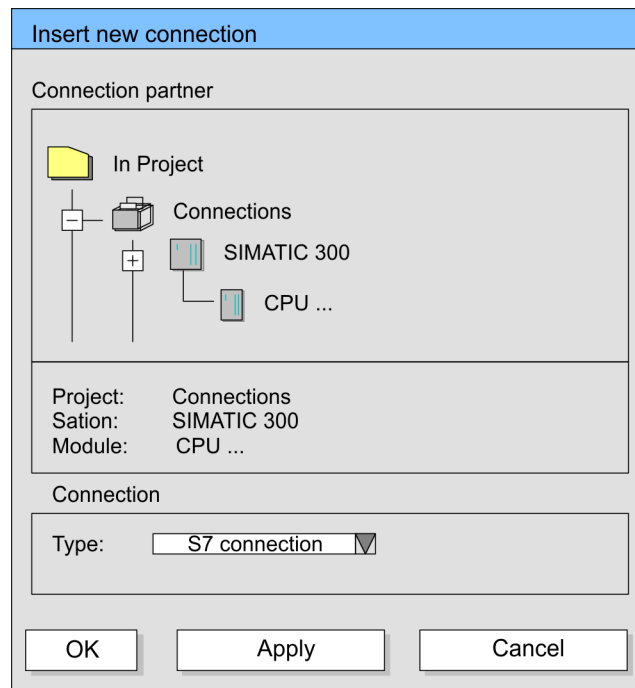 Insert new connection
Connection partner
In Project
Connections
SIMATIC 300
CPU ...
Project: Connections
Sation: SIMATIC 300
Module: CPU ...
Connection
Type: S7 connection
OK Apply Cancel